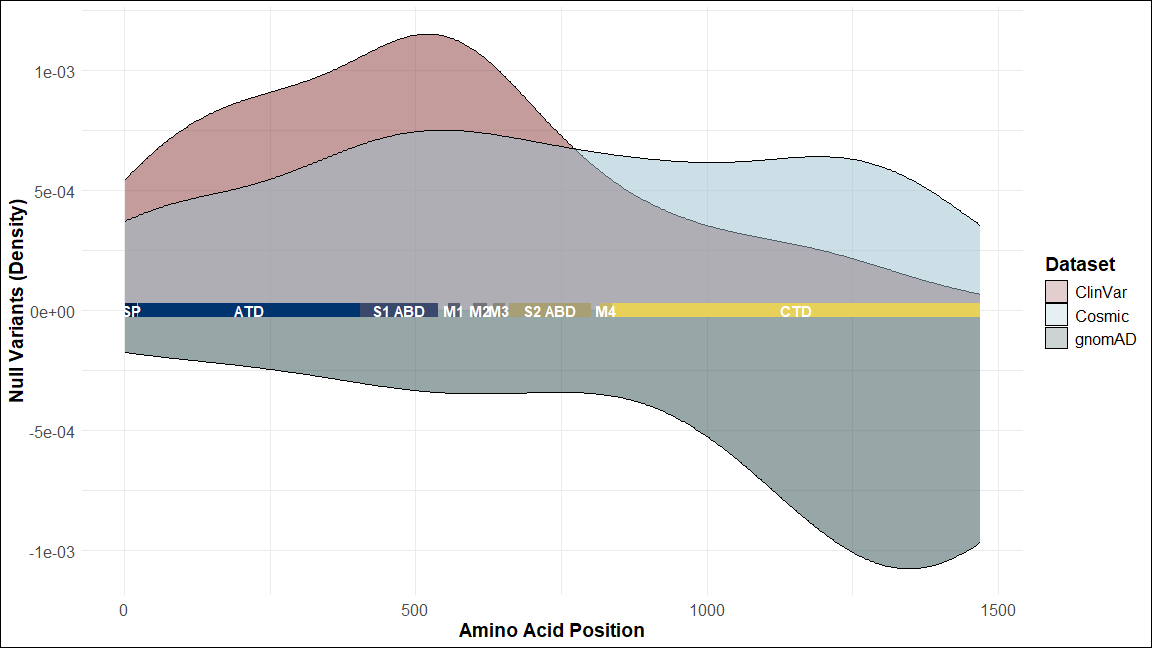 1e-03
5e-04
0e+00
-5e-04
-1e-03
Null Variants (Density)
SP ATD S1 ABD M1 M2 M3 S2 ABD M4 CTD
0 500 1000 1500
Amino Acid Position
Dataset
ClinVar
Cosmic
gnomAD